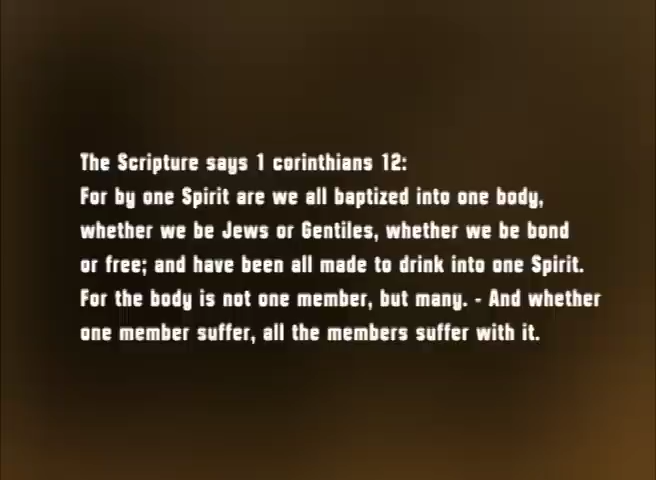 The Scripture says 1 corinthians 12:
For by one Spirit are we all baptized into one body,
whether we be Jews or Gentiles, whether we be bond
or free; and have been all made to drink into one Spirit.
For the body is not one member, but many. - And whether
one member suffer, all the members suffer with it.